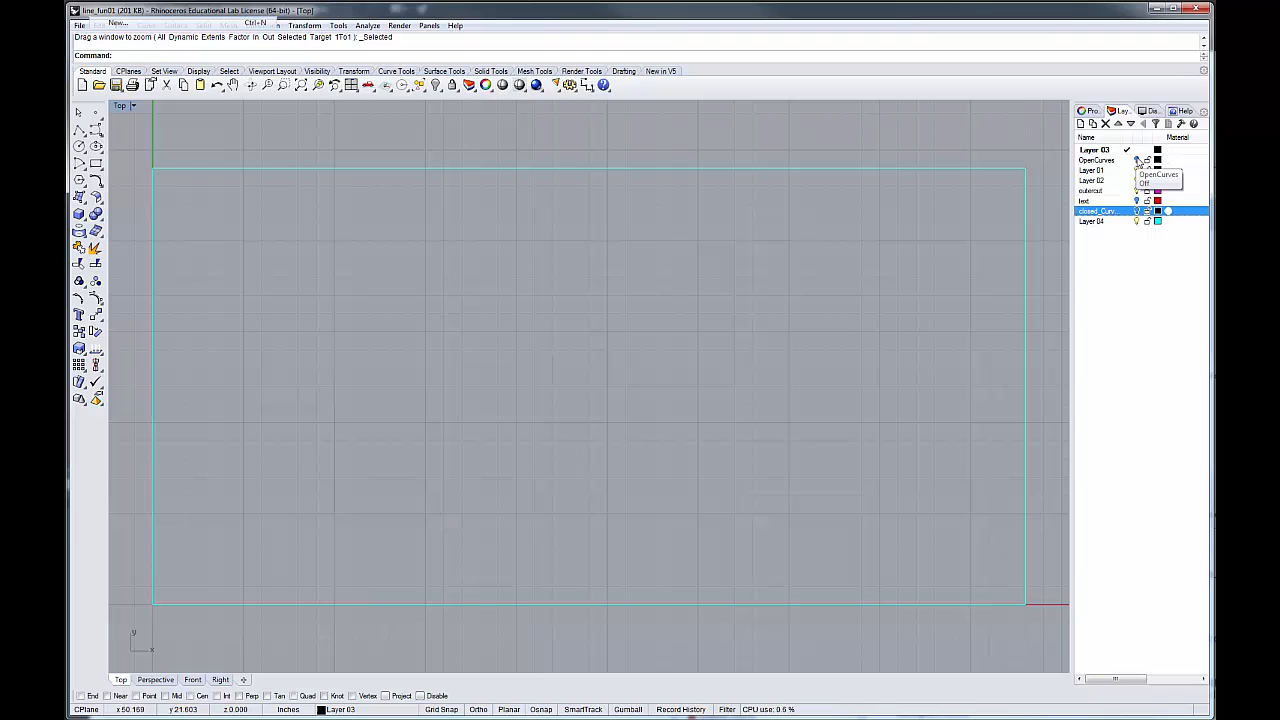 line_fun01 (201 KB) - Rhinoceros Educational Lab License (64-bit) - [Top]
File
New...
Ctrl+N
Transform Tools Analyze Render Panels Help
Drag a window to zoom ( All Dynamic Extents Factor In Out Selected Target 1To1 ): _Selected
Command:
Standard CPlanes Set View Display Select Viewport Layout Visibility Transform Curve Tools Surface Tools Solid Tools Mesh Tools Render Tools Drafting New in V5
Top
Pro... Lay... Dis... Help
Name Material
Layer 03
OpenCurves
Layer 01
Layer 02
outercut
text
closed_Curv...
Layer 04
OpenCurves
Off
y
x
Top Perspective Front Right
End Near Point Mid Cen Int Perp Tan Quad Knot Vertex Project Disable
CPlane x 50.169 y 21.603 z 0.000 Inches Layer 03 Grid Snap Ortho Planar Osnap SmartTrack Gumball Record History Filter CPU use: 0.6 %